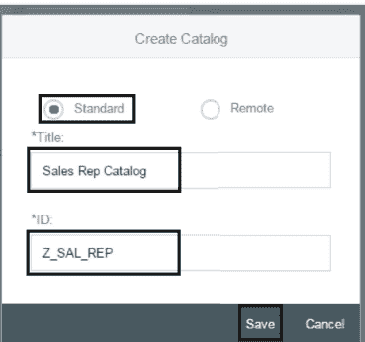 Create Catalog
Standard Remote
*Title:
Sales Rep Catalog
*ID:
Z_SAL_REP
Save Cancel